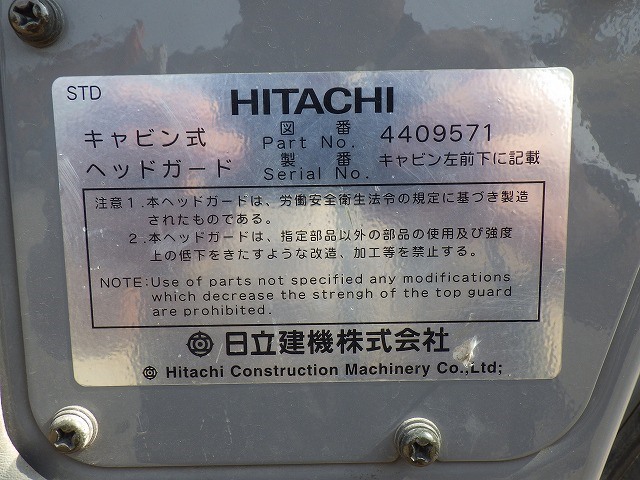 STD
HITACHI
キャビン式 図番 4409571
Part No.
ヘッドガード 製番 キャビン左前下に記載
Serial No.
注意1.本ヘッドガードは、労働安全衛生法令の規定に基づき製造
されたものである。
2.本ヘッドガードは、指定部品以外の部品の使用及び強度
上の低下をきたすような改造、加工等を禁止する。
NOTE:Use of parts not specified any modifications
which decrease the strengh of the top guard
are prohibited.
日立建機株式会社
Hitachi Construction Machinery Co.,Ltd;